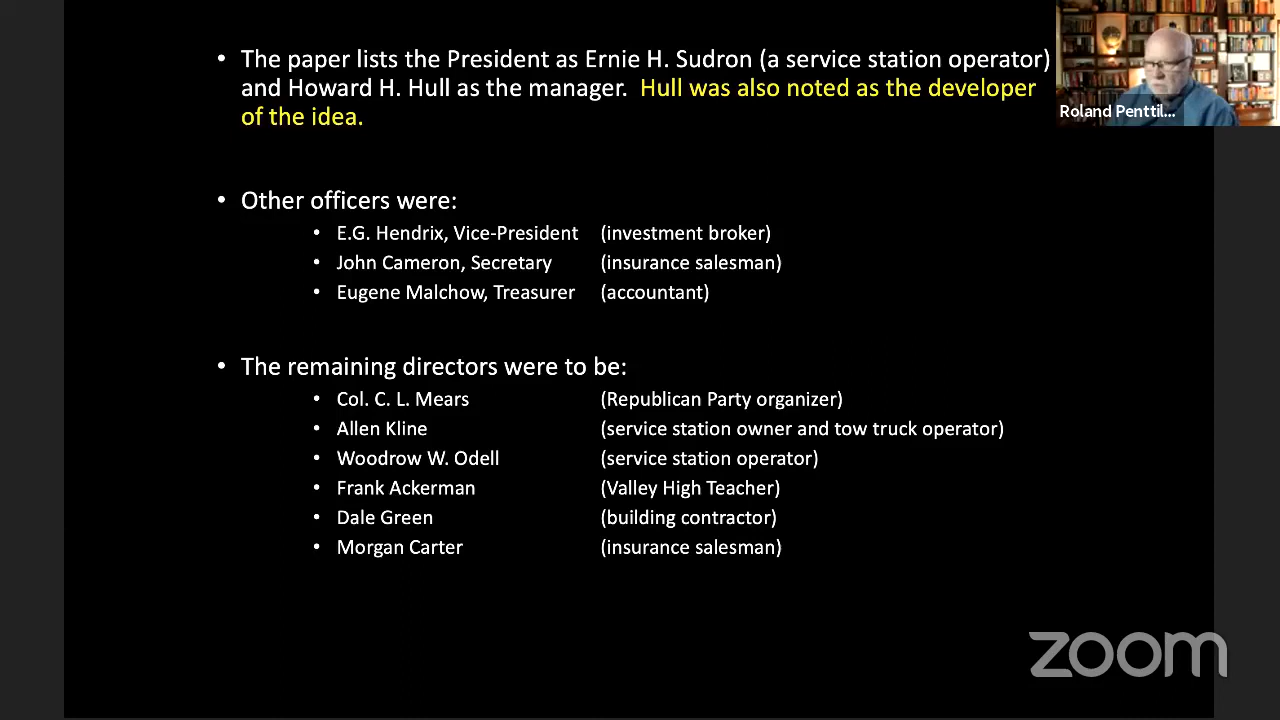 • The paper lists the President as Ernie H. Sudron (a service station operator)
and Howard H. Hull as the manager. Hull was also noted as the developer
of the idea.
Roland Penttil...
• Other officers were:
• E.G. Hendrix, Vice-President (investment broker)
• John Cameron, Secretary (insurance salesman)
• Eugene Malchow, Treasurer (accountant)
• The remaining directors were to be:
• Col. C. L. Mears (Republican Party organizer)
• Allen Kline (service station owner and tow truck operator)
• Woodrow W. Odell (service station operator)
• Frank Ackerman (Valley High Teacher)
• Dale Green (building contractor)
• Morgan Carter (insurance salesman)
zoom